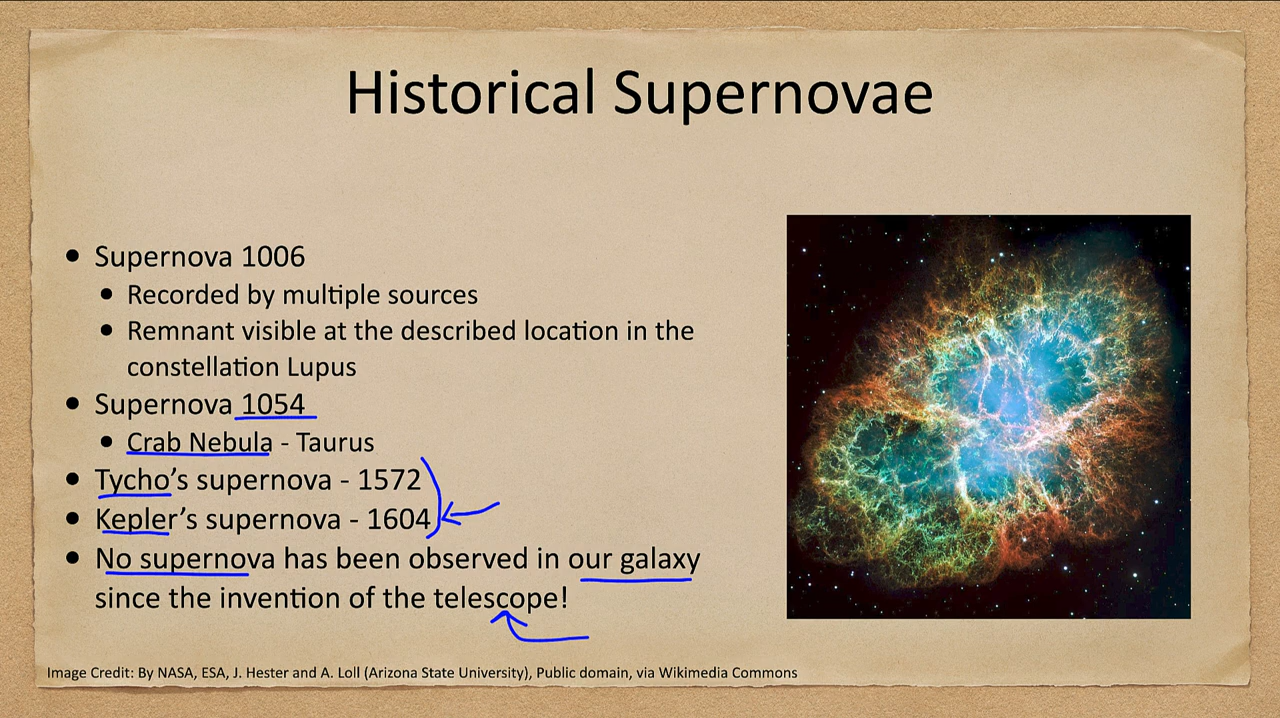 Historical Supernovae
• Supernova 1006
• Recorded by multiple sources
• Remnant visible at the described location in the
constellation Lupus
• Supernova 1054
• Crab Nebula - Taurus
• Tycho’s supernova - 1572
• Kepler’s supernova - 1604
• No supernova has been observed in our galaxy
since the invention of the telescope!
Image Credit: By NASA, ESA, J. Hester and A. Loll (Arizona State University), Public domain, via Wikimedia Commons